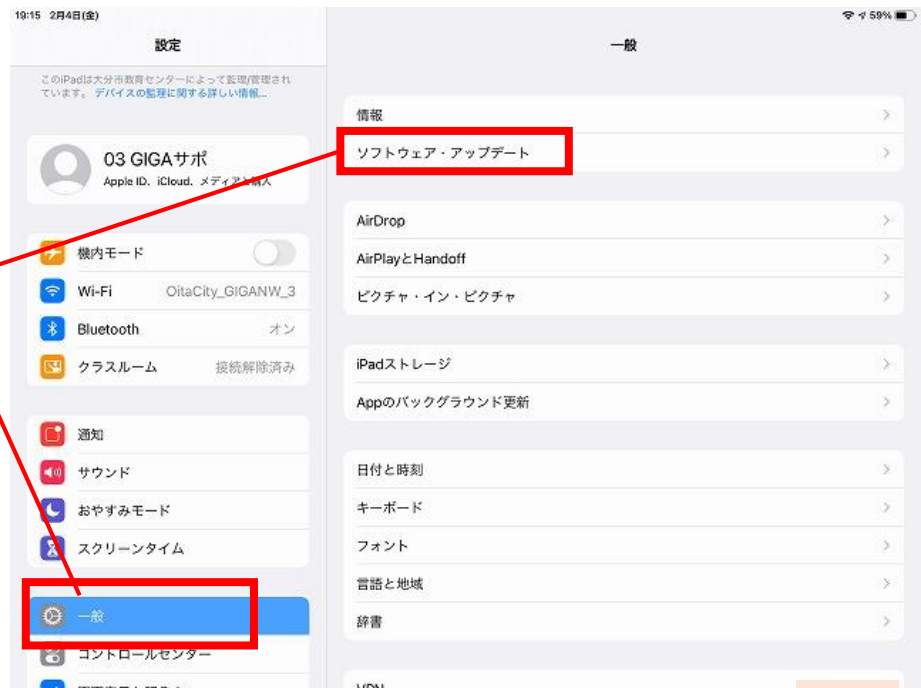 19:15 2月4日(金)
59%
設定
このiPadは大分市教育センターによって監理/管理され
ています。デバイスの監理に関する詳しい情報...
03 GIGAサポ
Apple ID、iCloud、メディアと購入
機内モード
Wi-Fi OitaCity_GIGANW_3
Bluetooth オン
クラスルーム 接続解除済み
通知
サウンド
おやすみモード
スクリーンタイム
一般
コントロールセンター
一般
情報
ソフトウェア・アップデート
AirDrop
AirPlayとHandoff
ピクチャ・イン・ピクチャ
iPadストレージ
Appのバックグラウンド更新
日付と時刻
キーボード
フォント
言語と地域
辞書
VPN